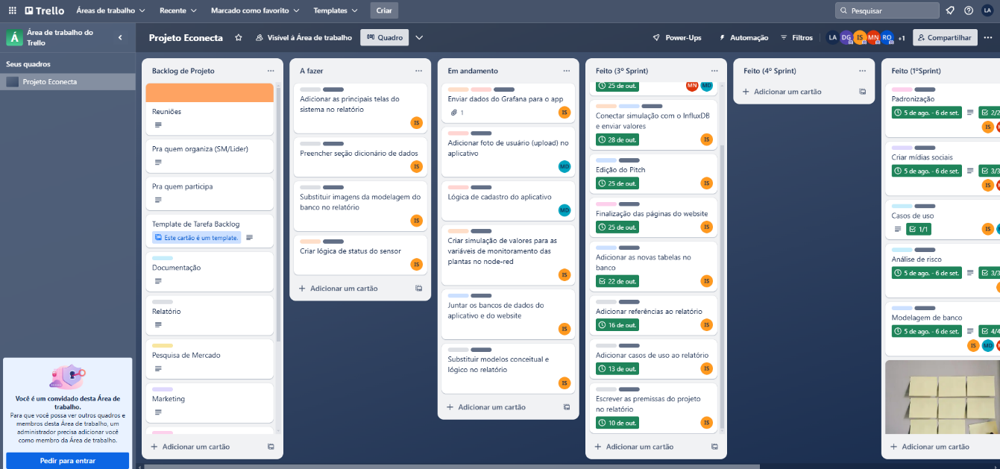 Trello
Áreas de trabalho
Recente
Marcado como favorito
Templates
Criar
Pesquisar
LA
Á
Área de trabalho do
Trello
Projeto Econecta
Visível à Área de trabalho
Quadro
Power-Ups
Automação
Filtros
LA
DG
IS
MN
RO
+1
Compartilhar
Seus quadros
Projeto Econecta
Você é um convidado desta Área de
trabalho.
Para que você possa ver outros quadros e
membros desta Área de trabalho, um
administrador precisa adicionar você
como membro da Área de trabalho.
Pedir para entrar
Backlog de Projeto
Reuniões
Pra quem organiza (SM/Lider)
Pra quem participa
Template de Tarefa Backlog
Este cartão é um template.
Documentação
Relatório
Pesquisa de Mercado
Marketing
Adicionar um cartão
A fazer
Adicionar as principais telas do
sistema no relatório
IS
Preencher seção dicionário de dados
IS
Substituir imagens da modelagem do
banco no relatório
IS
Criar lógica de status do sensor
IS
Adicionar um cartão
Em andamento
Enviar dados do Grafana para o app
1
IS
Adicionar foto de usuário (upload) no
aplicativo
MD
Lógica de cadastro do aplicativo
MD
Criar simulação de valores para as
variáveis de monitoramento das
plantas no node-red
IS
Juntar os bancos de dados do
aplicativo e do website
IS
Substituir modelos conceitual e
lógico no relatório
IS
Adicionar um cartão
Feito (3º Sprint)
25 de out.
MN
MD
Conectar simulação com o InfluxDB
e enviar valores
28 de out.
IS
Edição do Pitch
25 de out.
IS
Finalização das páginas do website
25 de out.
IS
Adicionar as novas tabelas no
banco
22 de out.
IS
Adicionar referências ao relatório
16 de out.
IS
Adicionar casos de uso ao relatório
13 de out.
IS
Escrever as premissas do projeto
no relatório
10 de out.
IS
Adicionar um cartão
Feito (4º Sprint)
Adicionar um cartão
Feito (1ºSprint)
Padronização
5 de ago. - 6 de set.
2/2
IS
Criar mídias sociais
5 de ago. - 6 de set.
3/3
IS
Casos de uso
1/1
IS
Análise de risco
5 de ago. - 6 de set.
3/3
Modelagem de banco
5 de ago. - 6 de set.
4/4
IS
MD
Adicionar um cartão